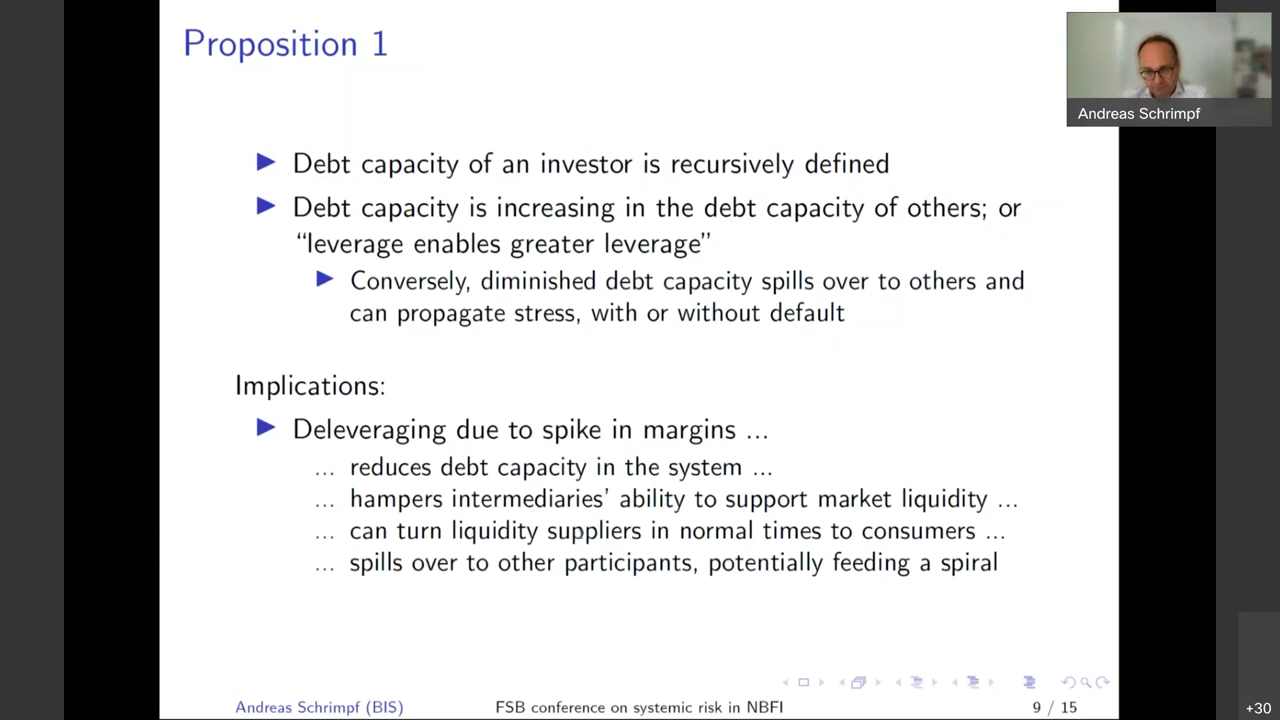 Proposition 1
Andreas Schrimpf
Debt capacity of an investor is recursively defined
Debt capacity is increasing in the debt capacity of others; or
“leverage enables greater leverage”
Conversely, diminished debt capacity spills over to others and
can propagate stress, with or without default
Implications:
Deleveraging due to spike in margins ...
... reduces debt capacity in the system ...
... hampers intermediaries’ ability to support market liquidity ...
... can turn liquidity suppliers in normal times to consumers ...
... spills over to other participants, potentially feeding a spiral
Andreas Schrimpf (BIS) FSB conference on systemic risk in NBFI 9 / 15
+30